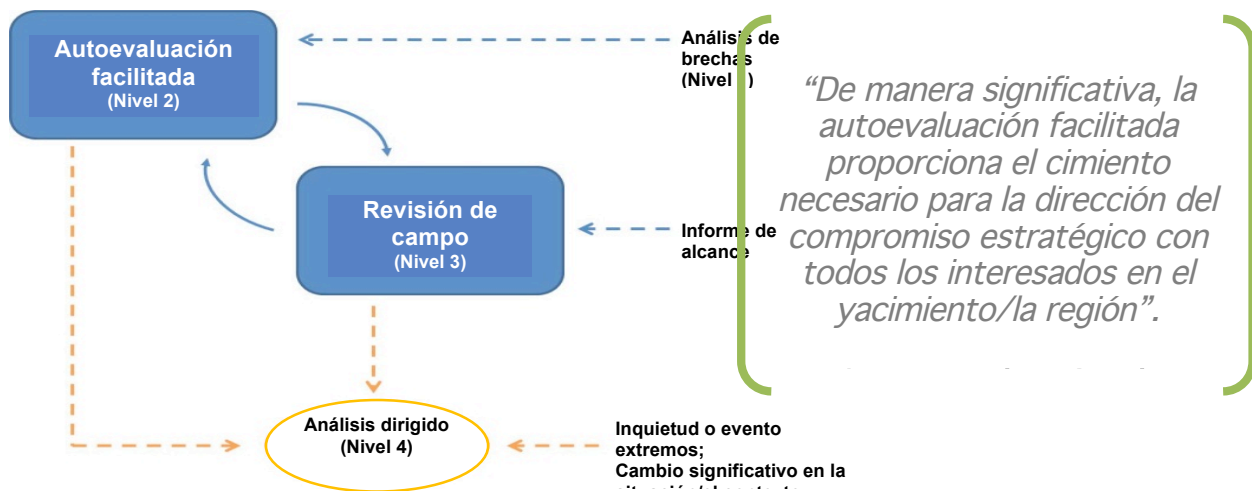 Autoevaluación
facilitada
(Nivel 2)
Análisis de
brechas
(Nivel )
Revisión de
campo
(Nivel 3)
Informe de
alcance
Análisis dirigido
(Nivel 4)
Inquietud o evento
extremos;
Cambio significativo en la
“De manera significativa, la
autoevaluación facilitada
proporciona el cimiento
necesario para la dirección del
compromiso estratégico con
todos los interesados en el
yacimiento/la región”.